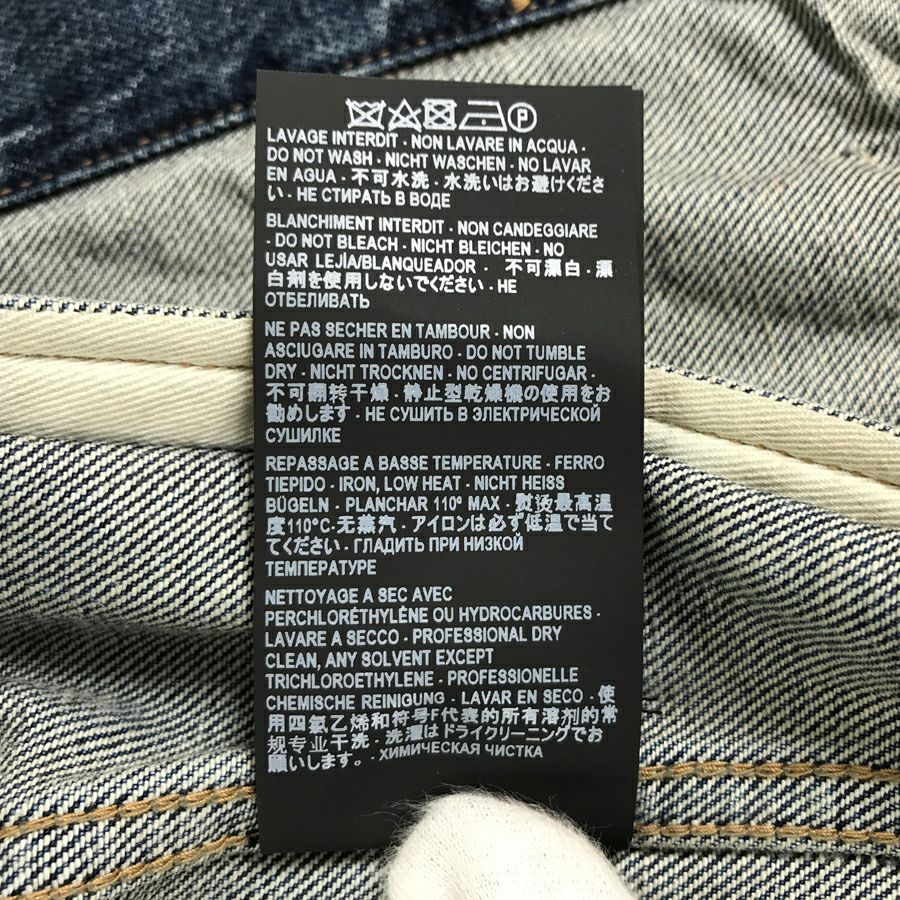 LAVAGE INTERDIT - NON LAVARE IN ACQUA -
DO NOT WASH - NICHT WASCHEN - NO LAVAR
EN AGUA - 不可水洗 - 水洗いはお避けくださ
い - НЕ СТИРАТЬ В ВОДЕ
BLANCHIMENT INTERDIT - NON CANDEGGIARE
- DO NOT BLEACH - NICHT BLEICHEN - NO
USAR LEJÍA/BLANQUEADOR - 不可漂白 - 漂
白剤を使用しないでください - НЕ
ОТБЕЛИВАТЬ
NE PAS SECHER EN TAMBOUR - NON
ASCIUGARE IN TAMBURO - DO NOT TUMBLE
DRY - NICHT TROCKNEN - NO CENTRIFUGAR -
不可翻转干燥 - 静止型乾燥機の使用をお
勧めします - НЕ СУШИТЬ В ЭЛЕКТРИЧЕСКОЙ
СУШИЛКЕ
REPASSAGE A BASSE TEMPERATURE - FERRO
TIEPIDO - IRON, LOW HEAT - NICHT HEISS
BÜGELN - PLANCHAR 110° MAX - 熨烫最高温
度110°C-无蒸汽 - アイロンは必ず低温で当て
てください - ГЛАДИТЬ ПРИ НИЗКОЙ
ТЕМПЕРАТУРЕ
NETTOYAGE A SEC AVEC
PERCHLORÉTHYLÈNE OU HYDROCARBURES -
LAVARE A SECCO - PROFESSIONAL DRY
CLEAN, ANY SOLVENT EXCEPT
TRICHLOROETHYLENE - PROFESSIONELLE
CHEMISCHE REINIGUNG - LAVAR EN SECO - 使
用四氯乙烯和符号F代表的所有溶剂的常
规专业干洗 - 洗濯はドライクリーニングでお
願いします。 - ХИМИЧЕСКАЯ ЧИСТКА